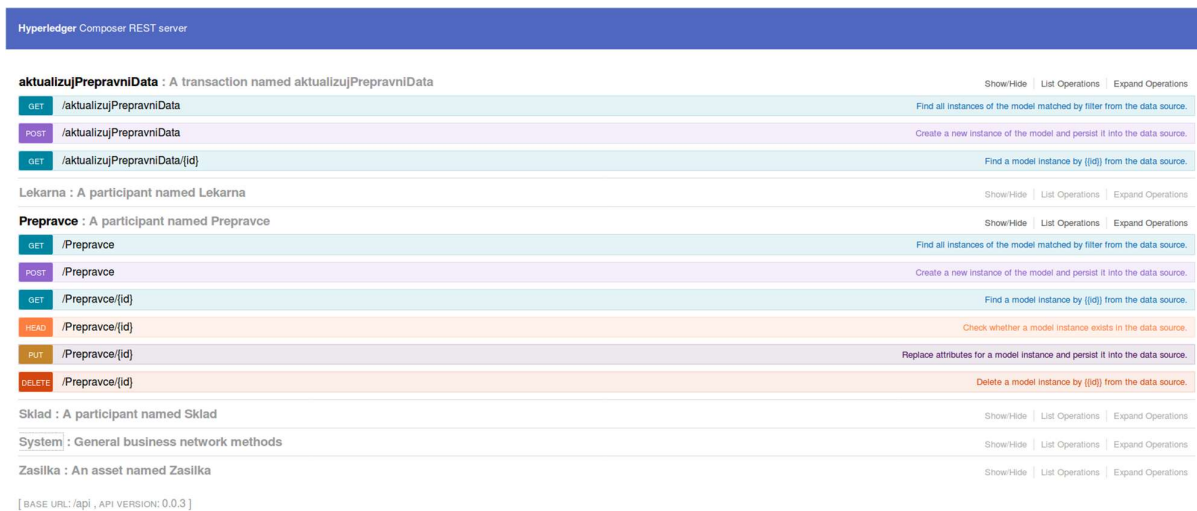 Hyperledger Composer REST server
aktualizujPrepravniData : A transaction named aktualizujPrepravniData Show/Hide List Operations Expand Operations
GET /aktualizujPrepravniData Find all instances of the model matched by filter from the data source.
POST /aktualizujPrepravniData Create a new instance of the model and persist it into the data source.
GET /aktualizujPrepravniData/{id} Find a model instance by {{id}} from the data source.
Lekarna : A participant named Lekarna Show/Hide List Operations Expand Operations
Prepravce : A participant named Prepravce Show/Hide List Operations Expand Operations
GET /Prepravce Find all instances of the model matched by filter from the data source.
POST /Prepravce Create a new instance of the model and persist it into the data source.
GET /Prepravce/{id} Find a model instance by {{id}} from the data source.
HEAD /Prepravce/{id} Check whether a model instance exists in the data source.
PUT /Prepravce/{id} Replace attributes for a model instance and persist it into the data source.
DELETE /Prepravce/{id} Delete a model instance by {{id}} from the data source.
Sklad : A participant named Sklad Show/Hide List Operations Expand Operations
System : General business network methods Show/Hide List Operations Expand Operations
Zasilka : An asset named Zasilka Show/Hide List Operations Expand Operations
[ BASE URL: /api , API VERSION: 0.0.3 ]